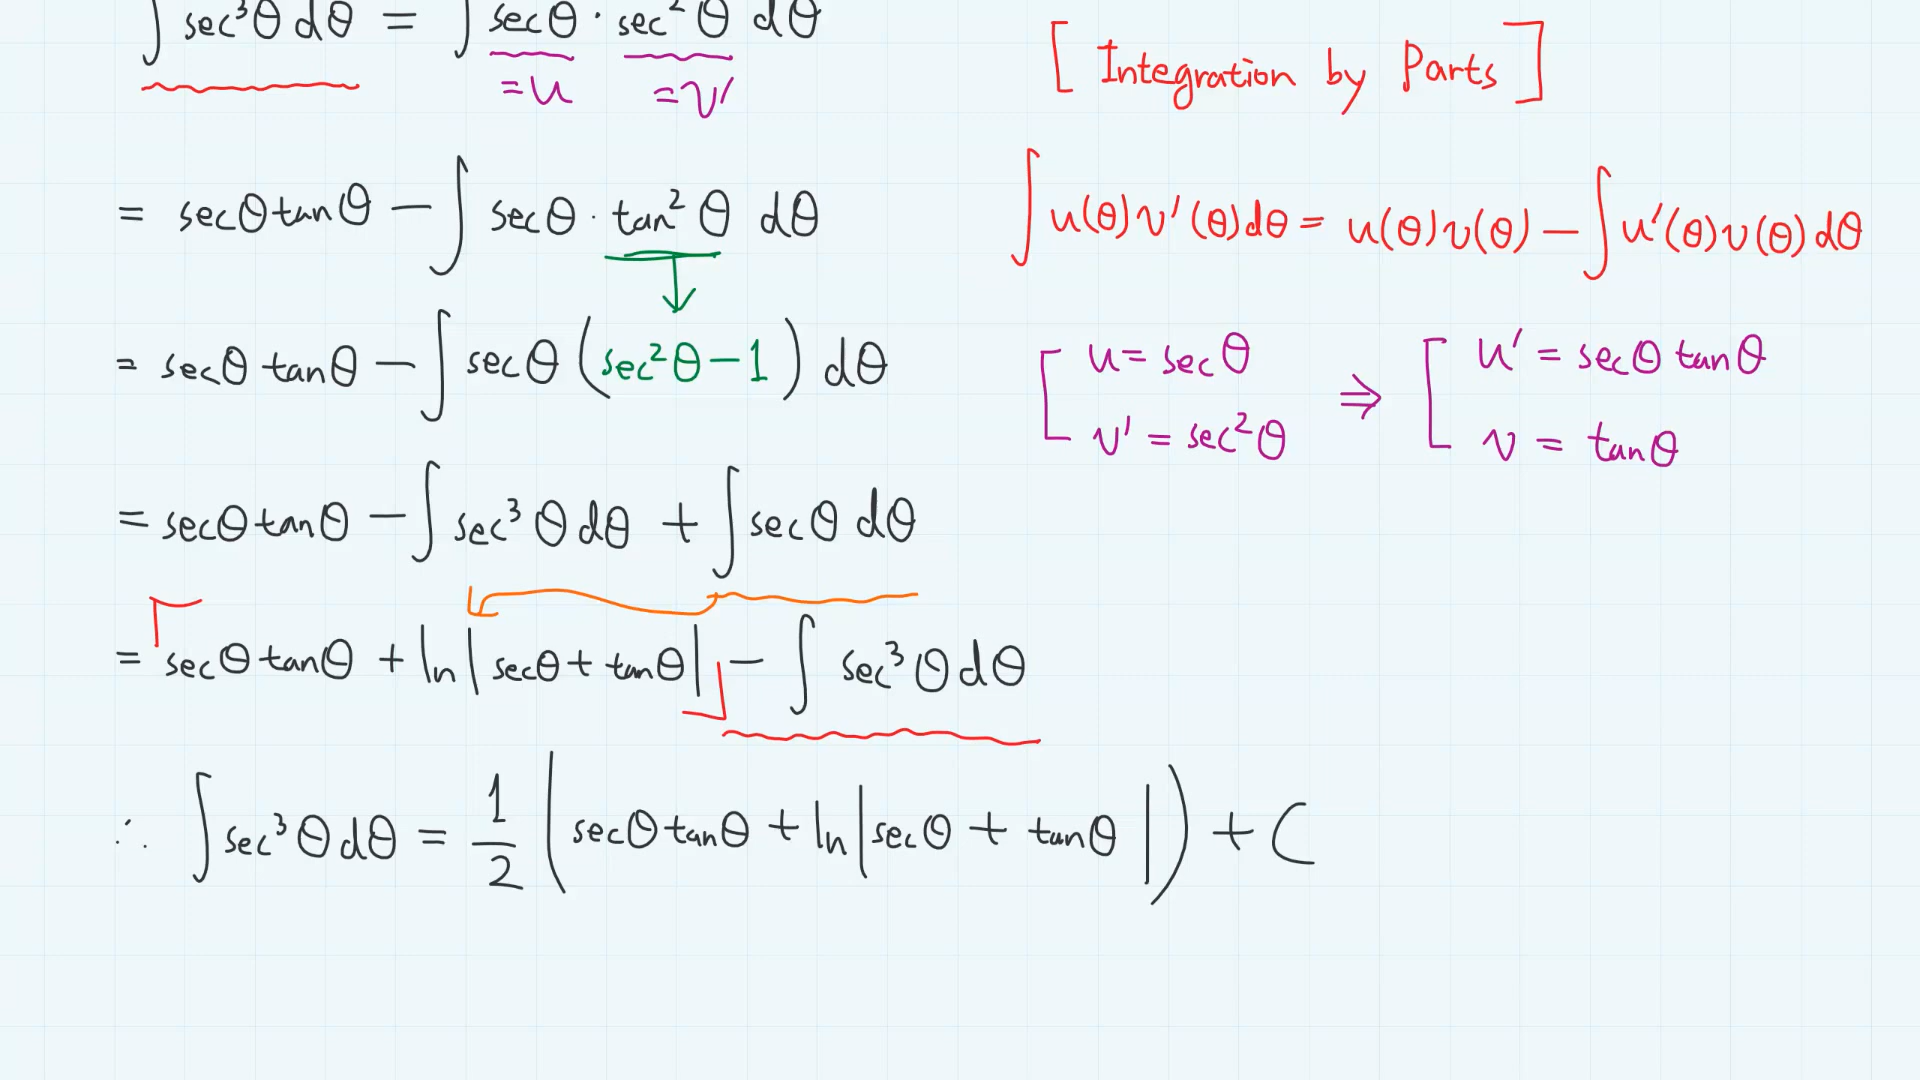 ∫ sec³θ dθ = ∫ secθ · sec²θ dθ
=u =v′
= secθ tanθ − ∫ secθ · tan²θ dθ
= secθ tanθ − ∫ secθ (sec²θ − 1) dθ
= secθ tanθ − ∫ sec³θ dθ + ∫ secθ dθ
= secθ tanθ + ln|secθ + tanθ| − ∫ sec³θ dθ
∴ ∫ sec³θ dθ = 1/2 (secθ tanθ + ln|secθ + tanθ|) + C
[Integration by Parts]
∫ u(θ)v′(θ)dθ = u(θ)v(θ) − ∫ u′(θ)v(θ)dθ
[ u = secθ ⇒ [ u′ = secθ tanθ
v′ = sec²θ v = tanθ